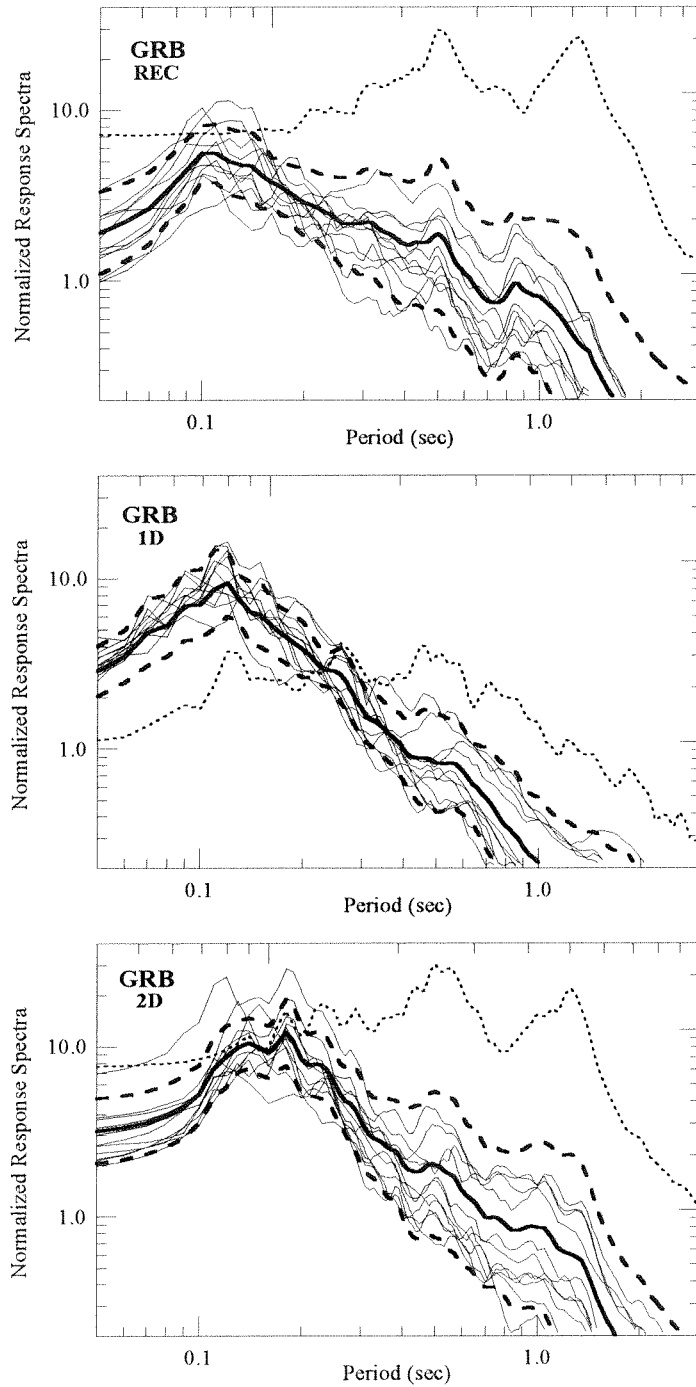 GRB
REC
Normalized Response Spectra
10.0
1.0
0.1
1.0
Period (sec)
GRB
1D
Normalized Response Spectra
10.0
1.0
0.1
1.0
Period (sec)
GRB
2D
Normalized Response Spectra
10.0
1.0
0.1
1.0
Period (sec)